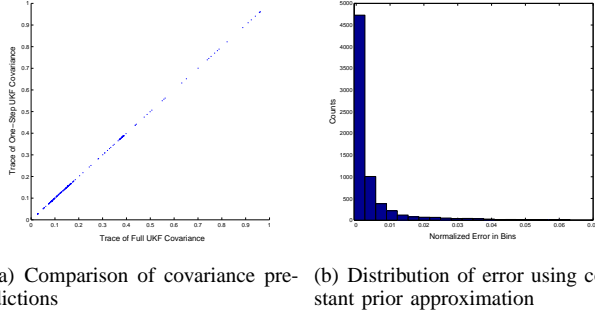 1
0.9
0.8
0.7
0.6
0.5
0.4
0.3
0.2
0.1
0
0 0.1 0.2 0.3 0.4 0.5 0.6 0.7 0.8 0.9 1
Trace of One−Step UKF Covariance
Trace of Full UKF Covariance
5000
4500
4000
3500
3000
2500
2000
1500
1000
500
0
0 0.01 0.02 0.03 0.04 0.05 0.06 0.0
Counts
Normalized Error in Bins
a) Comparison of covariance pre-
dictions
(b) Distribution of error using co
stant prior approximation